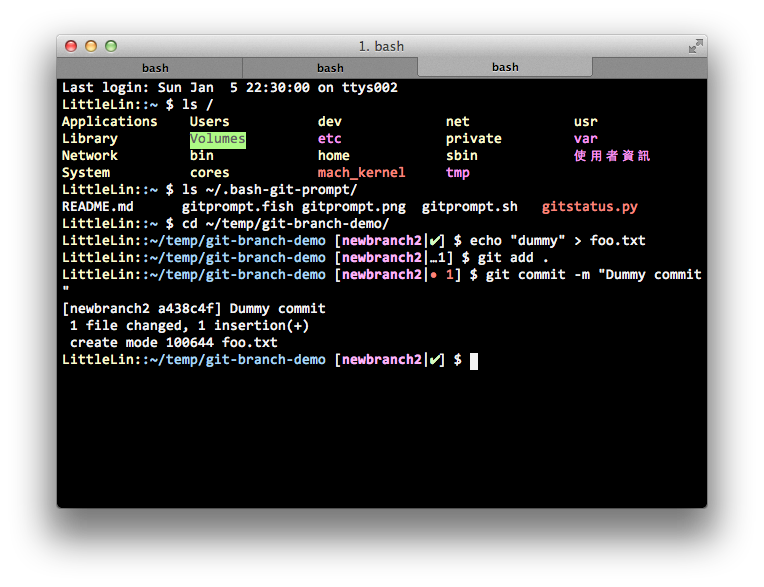 1. bash
bash bash bash
Last login: Sun Jan  5 22:30:00 on ttys002
LittleLin::~ $ ls /
Applications    Users           dev             net             usr
Library         Volumes         etc             private         var
Network         bin             home            sbin            使用者資訊
System          cores           mach_kernel     tmp
LittleLin::~ $ ls ~/.bash-git-prompt/
README.md      gitprompt.fish gitprompt.png  gitprompt.sh   gitstatus.py
LittleLin::~ $ cd ~/temp/git-branch-demo/
LittleLin::~/temp/git-branch-demo [newbranch2|✔] $ echo "dummy" > foo.txt
LittleLin::~/temp/git-branch-demo [newbranch2|…1] $ git add .
LittleLin::~/temp/git-branch-demo [newbranch2|● 1] $ git commit -m "Dummy commit
"
[newbranch2 a438c4f] Dummy commit
 1 file changed, 1 insertion(+)
 create mode 100644 foo.txt
LittleLin::~/temp/git-branch-demo [newbranch2|✔] $